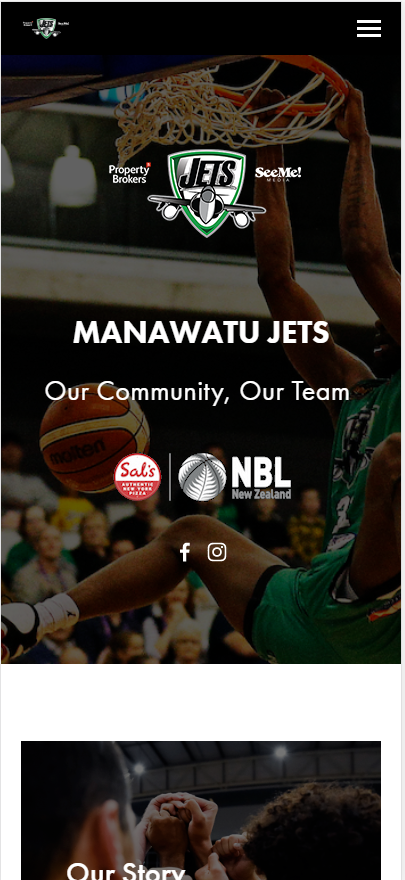 JETS
Property
Brokers
JETS
SeeMe!
MEDIA
MANAWATU JETS
Our Community, Our Team
molten
Sal's
AUTHENTIC
NEW YORK
PIZZA
NBL
New Zealand
Our Story